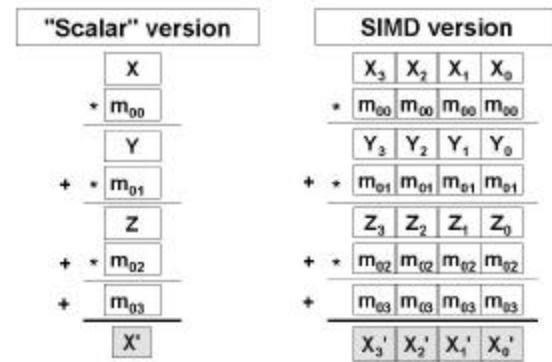 "Scalar" version
X
* m₀₀
Y
+ * m₀₁
Z
+ * m₀₂
+ m₀₃
X'
SIMD version
X₃ X₂ X₁ X₀
* m₀₀ m₀₀ m₀₀ m₀₀
Y₃ Y₂ Y₁ Y₀
+ * m₀₁ m₀₁ m₀₁ m₀₁
Z₃ Z₂ Z₁ Z₀
+ * m₀₂ m₀₂ m₀₂ m₀₂
+ m₀₃ m₀₃ m₀₃ m₀₃
X₃' X₂' X₁' X₀'